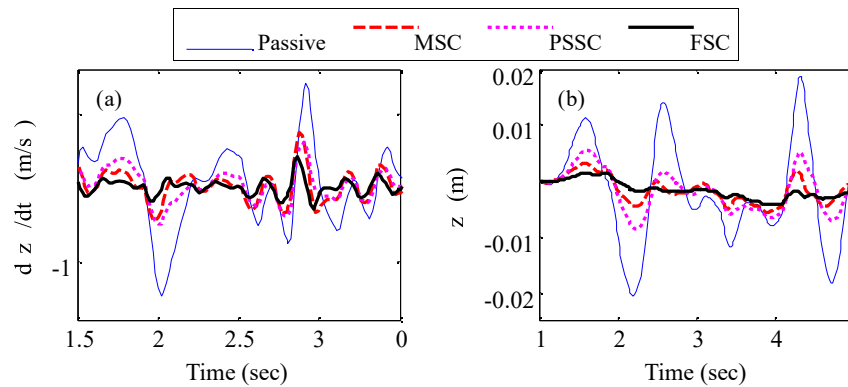 Passive MSC PSSC FSC
(a)
d z /dt (m/s)
-1
1.5 2 2.5 3 0
Time (sec)
(b)
z (m)
0.02
0.01
-0.01
-0.02
1 2 3 4
Time (sec)